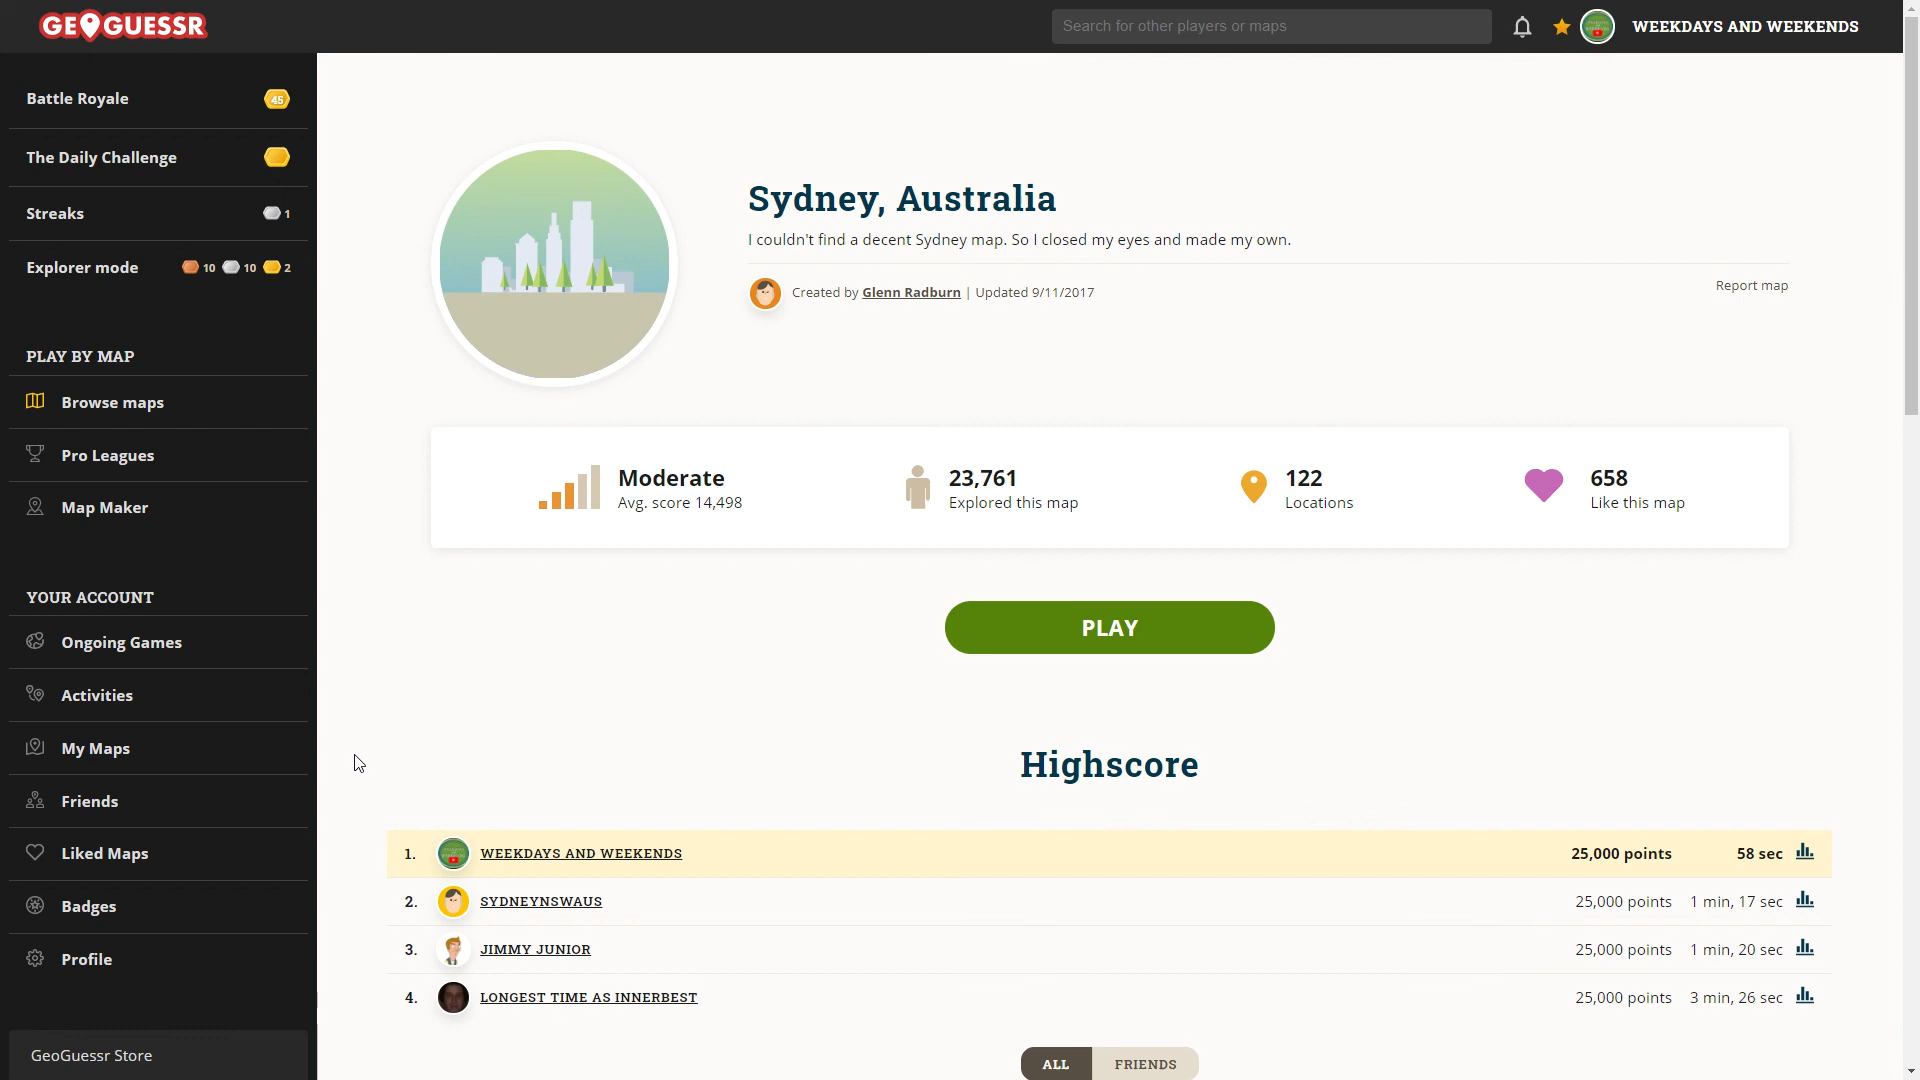 GEOGUESSR
Search for other players or maps
WEEKDAYS AND WEEKENDS
Battle Royale
45
The Daily Challenge
Streaks
1
Explorer mode
10
10
2
PLAY BY MAP
Browse maps
Pro Leagues
Map Maker
YOUR ACCOUNT
Ongoing Games
Activities
My Maps
Friends
Liked Maps
Badges
Profile
GeoGuessr Store
Sydney, Australia
I couldn't find a decent Sydney map. So I closed my eyes and made my own.
Created by Glenn Radburn | Updated 9/11/2017
Report map
Moderate
Avg. score 14,498
23,761
Explored this map
122
Locations
658
Like this map
PLAY
Highscore
1. WEEKDAYS AND WEEKENDS 25,000 points 58 sec
2. SYDNEYNSWAUS 25,000 points 1 min, 17 sec
3. JIMMY JUNIOR 25,000 points 1 min, 20 sec
4. LONGEST TIME AS INNERBEST 25,000 points 3 min, 26 sec
ALL FRIENDS